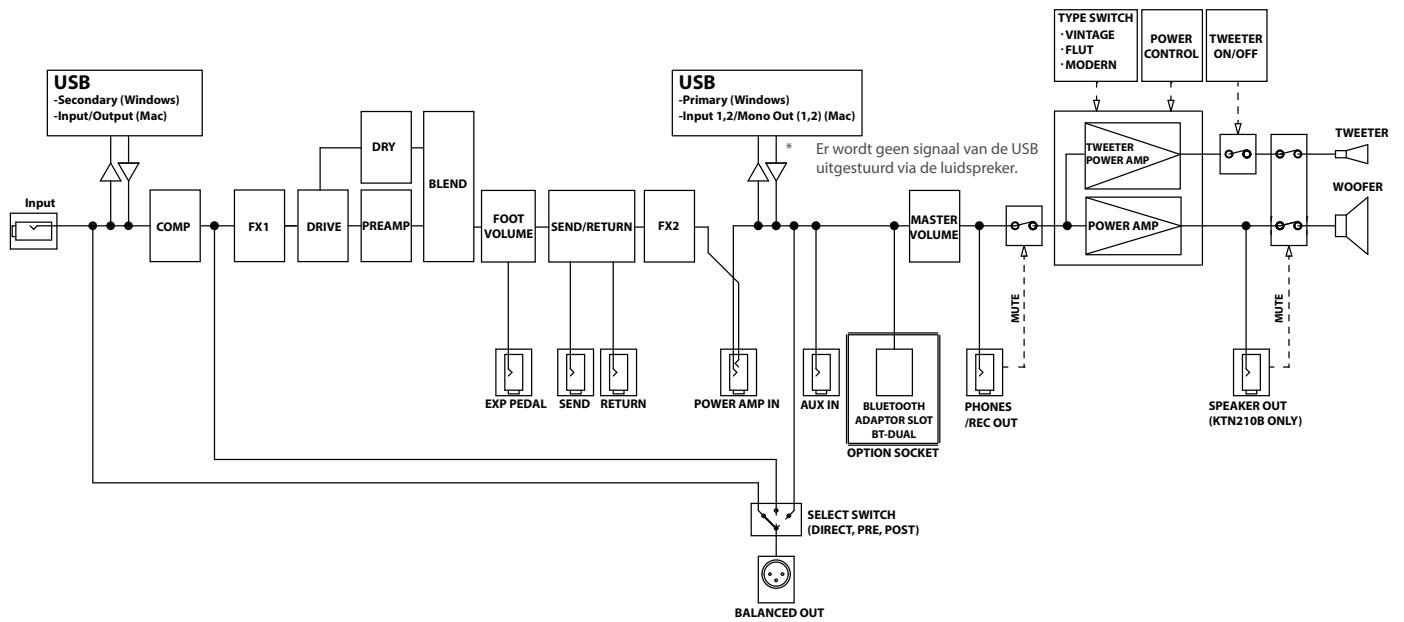 TYPE SWITCH
· VINTAGE
· FLUT
· MODERN
POWER
CONTROL
TWEETER
ON/OFF
USB
-Secondary (Windows)
-Input/Output (Mac)
USB
-Primary (Windows)
-Input 1,2/Mono Out (1,2) (Mac)
* Er wordt geen signaal van de USB
uitgestuurd via de luidspreker.
Input
COMP
FX1
DRIVE
DRY
PREAMP
BLEND
FOOT
VOLUME
SEND/RETURN
FX2
MASTER
VOLUME
TWEETER
POWER AMP
POWER AMP
TWEETER
WOOFER
MUTE
MUTE
EXP PEDAL
SEND
RETURN
POWER AMP IN
AUX IN
BLUETOOTH
ADAPTOR SLOT
BT-DUAL
OPTION SOCKET
PHONES
/REC OUT
SPEAKER OUT
(KTN210B ONLY)
SELECT SWITCH
(DIRECT, PRE, POST)
BALANCED OUT